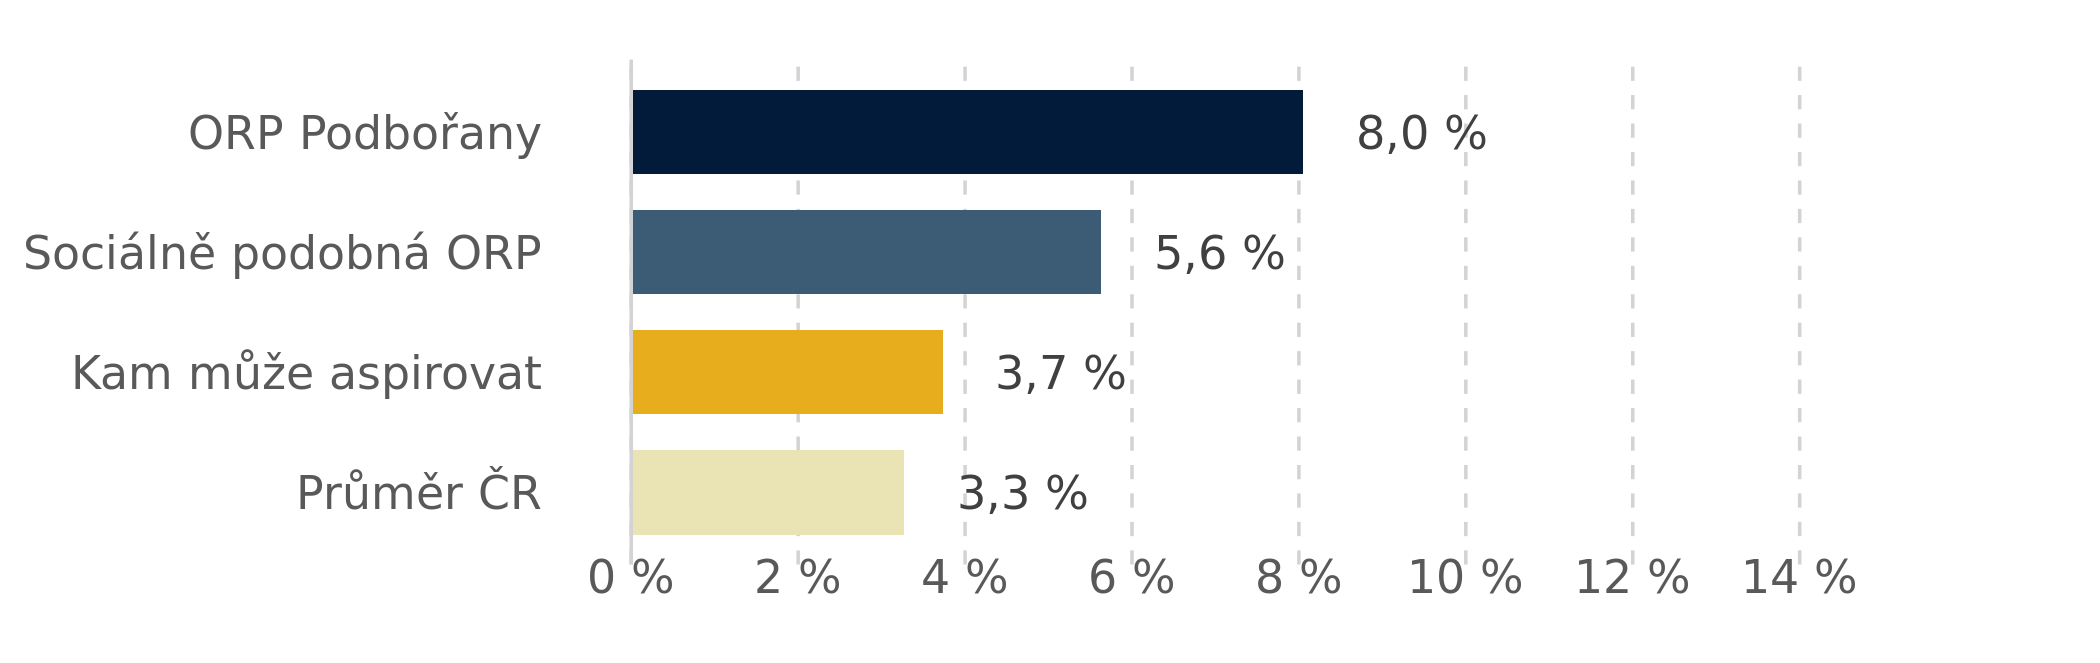 ORP Podbořany 8,0 %
Sociálně podobná ORP 5,6 %
Kam může aspirovat 3,7 %
Průměr ČR 3,3 %
0 % 2 % 4 % 6 % 8 % 10 % 12 % 14 %